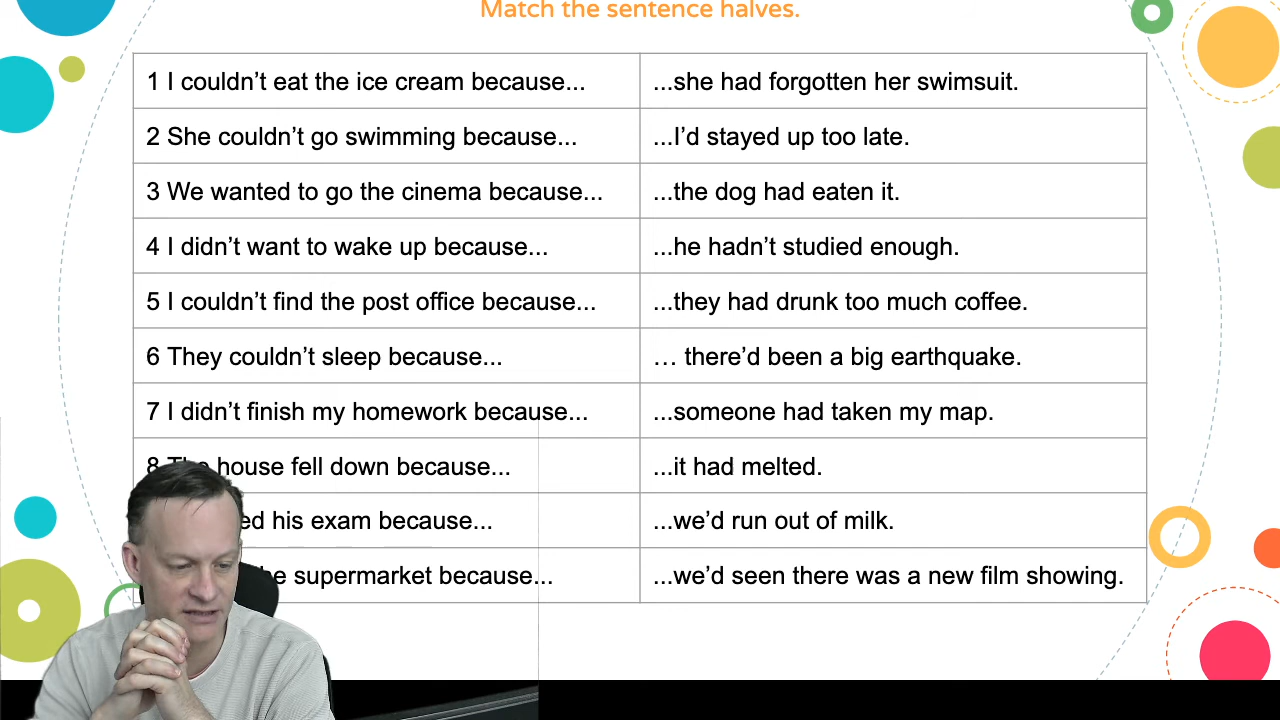 Match the sentence halves.
1 I couldn't eat the ice cream because...
...she had forgotten her swimsuit.
2 She couldn't go swimming because...
...I'd stayed up too late.
3 We wanted to go the cinema because...
...the dog had eaten it.
4 I didn't want to wake up because...
...he hadn't studied enough.
5 I couldn't find the post office because...
...they had drunk too much coffee.
6 They couldn't sleep because...
... there'd been a big earthquake.
7 I didn't finish my homework because...
...someone had taken my map.
8 The house fell down because...
...it had melted.
his exam because...
...we'd run out of milk.
supermarket because...
...we'd seen there was a new film showing.